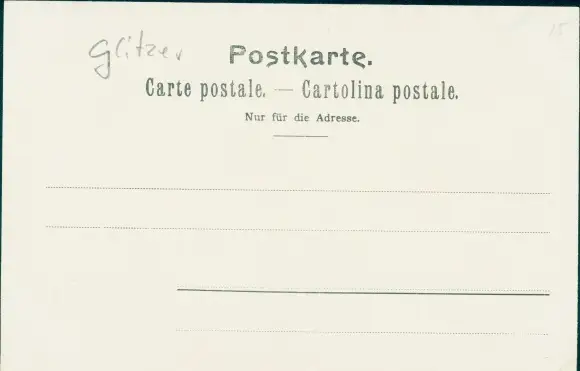 Glitzer
15
Postkarte.
Carte postale. — Cartolina postale.
Nur für die Adresse.